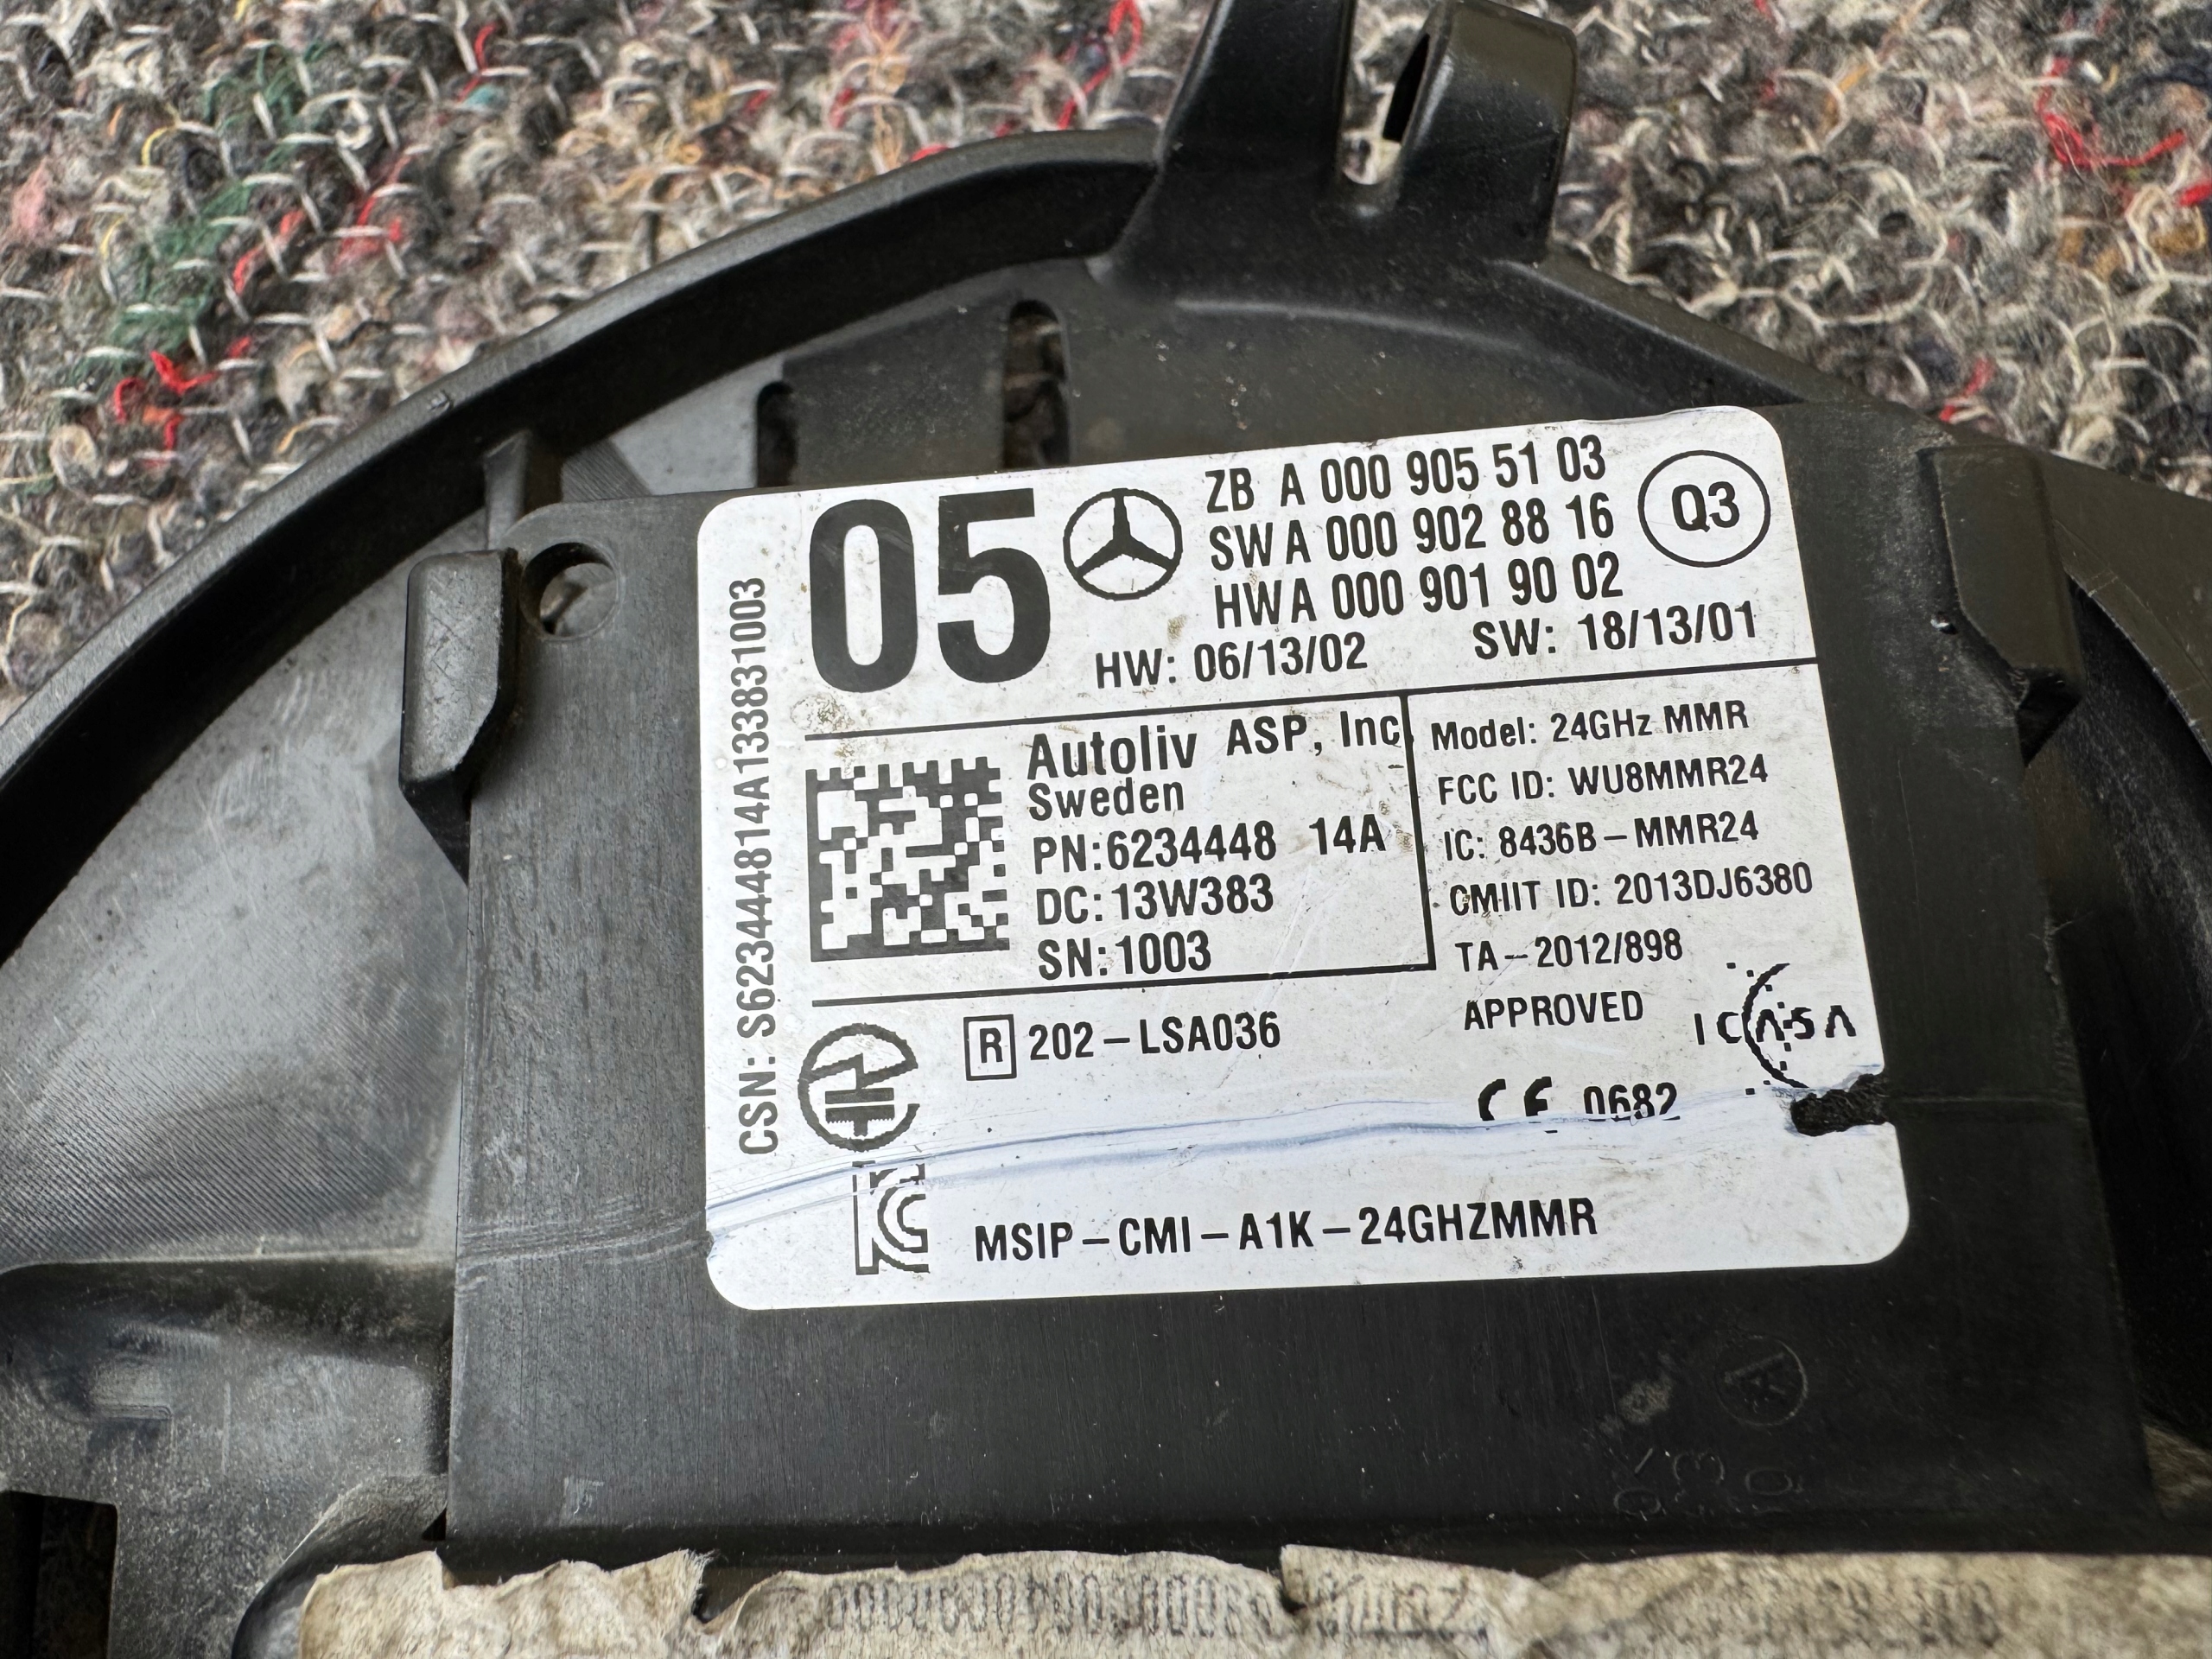 05
ZB A 000 905 51 03
SW A 000 902 88 16
HW A 000 901 90 02
Q3
HW: 06/13/02 SW: 18/13/01
CSN: S623444814A133831003
Autoliv ASP, Inc
Sweden
PN:6234448 14A
DC:13W383
SN:1003
Model: 24GHz MMR
FCC ID: WU8MMR24
IC: 8436B-MMR24
CMIIT ID: 2013DJ6380
TA-2012/898
APPROVED
ICASA
R 202-LSA036
CE 0682
KC
MSIP-CMI-A1K-24GHZMMR